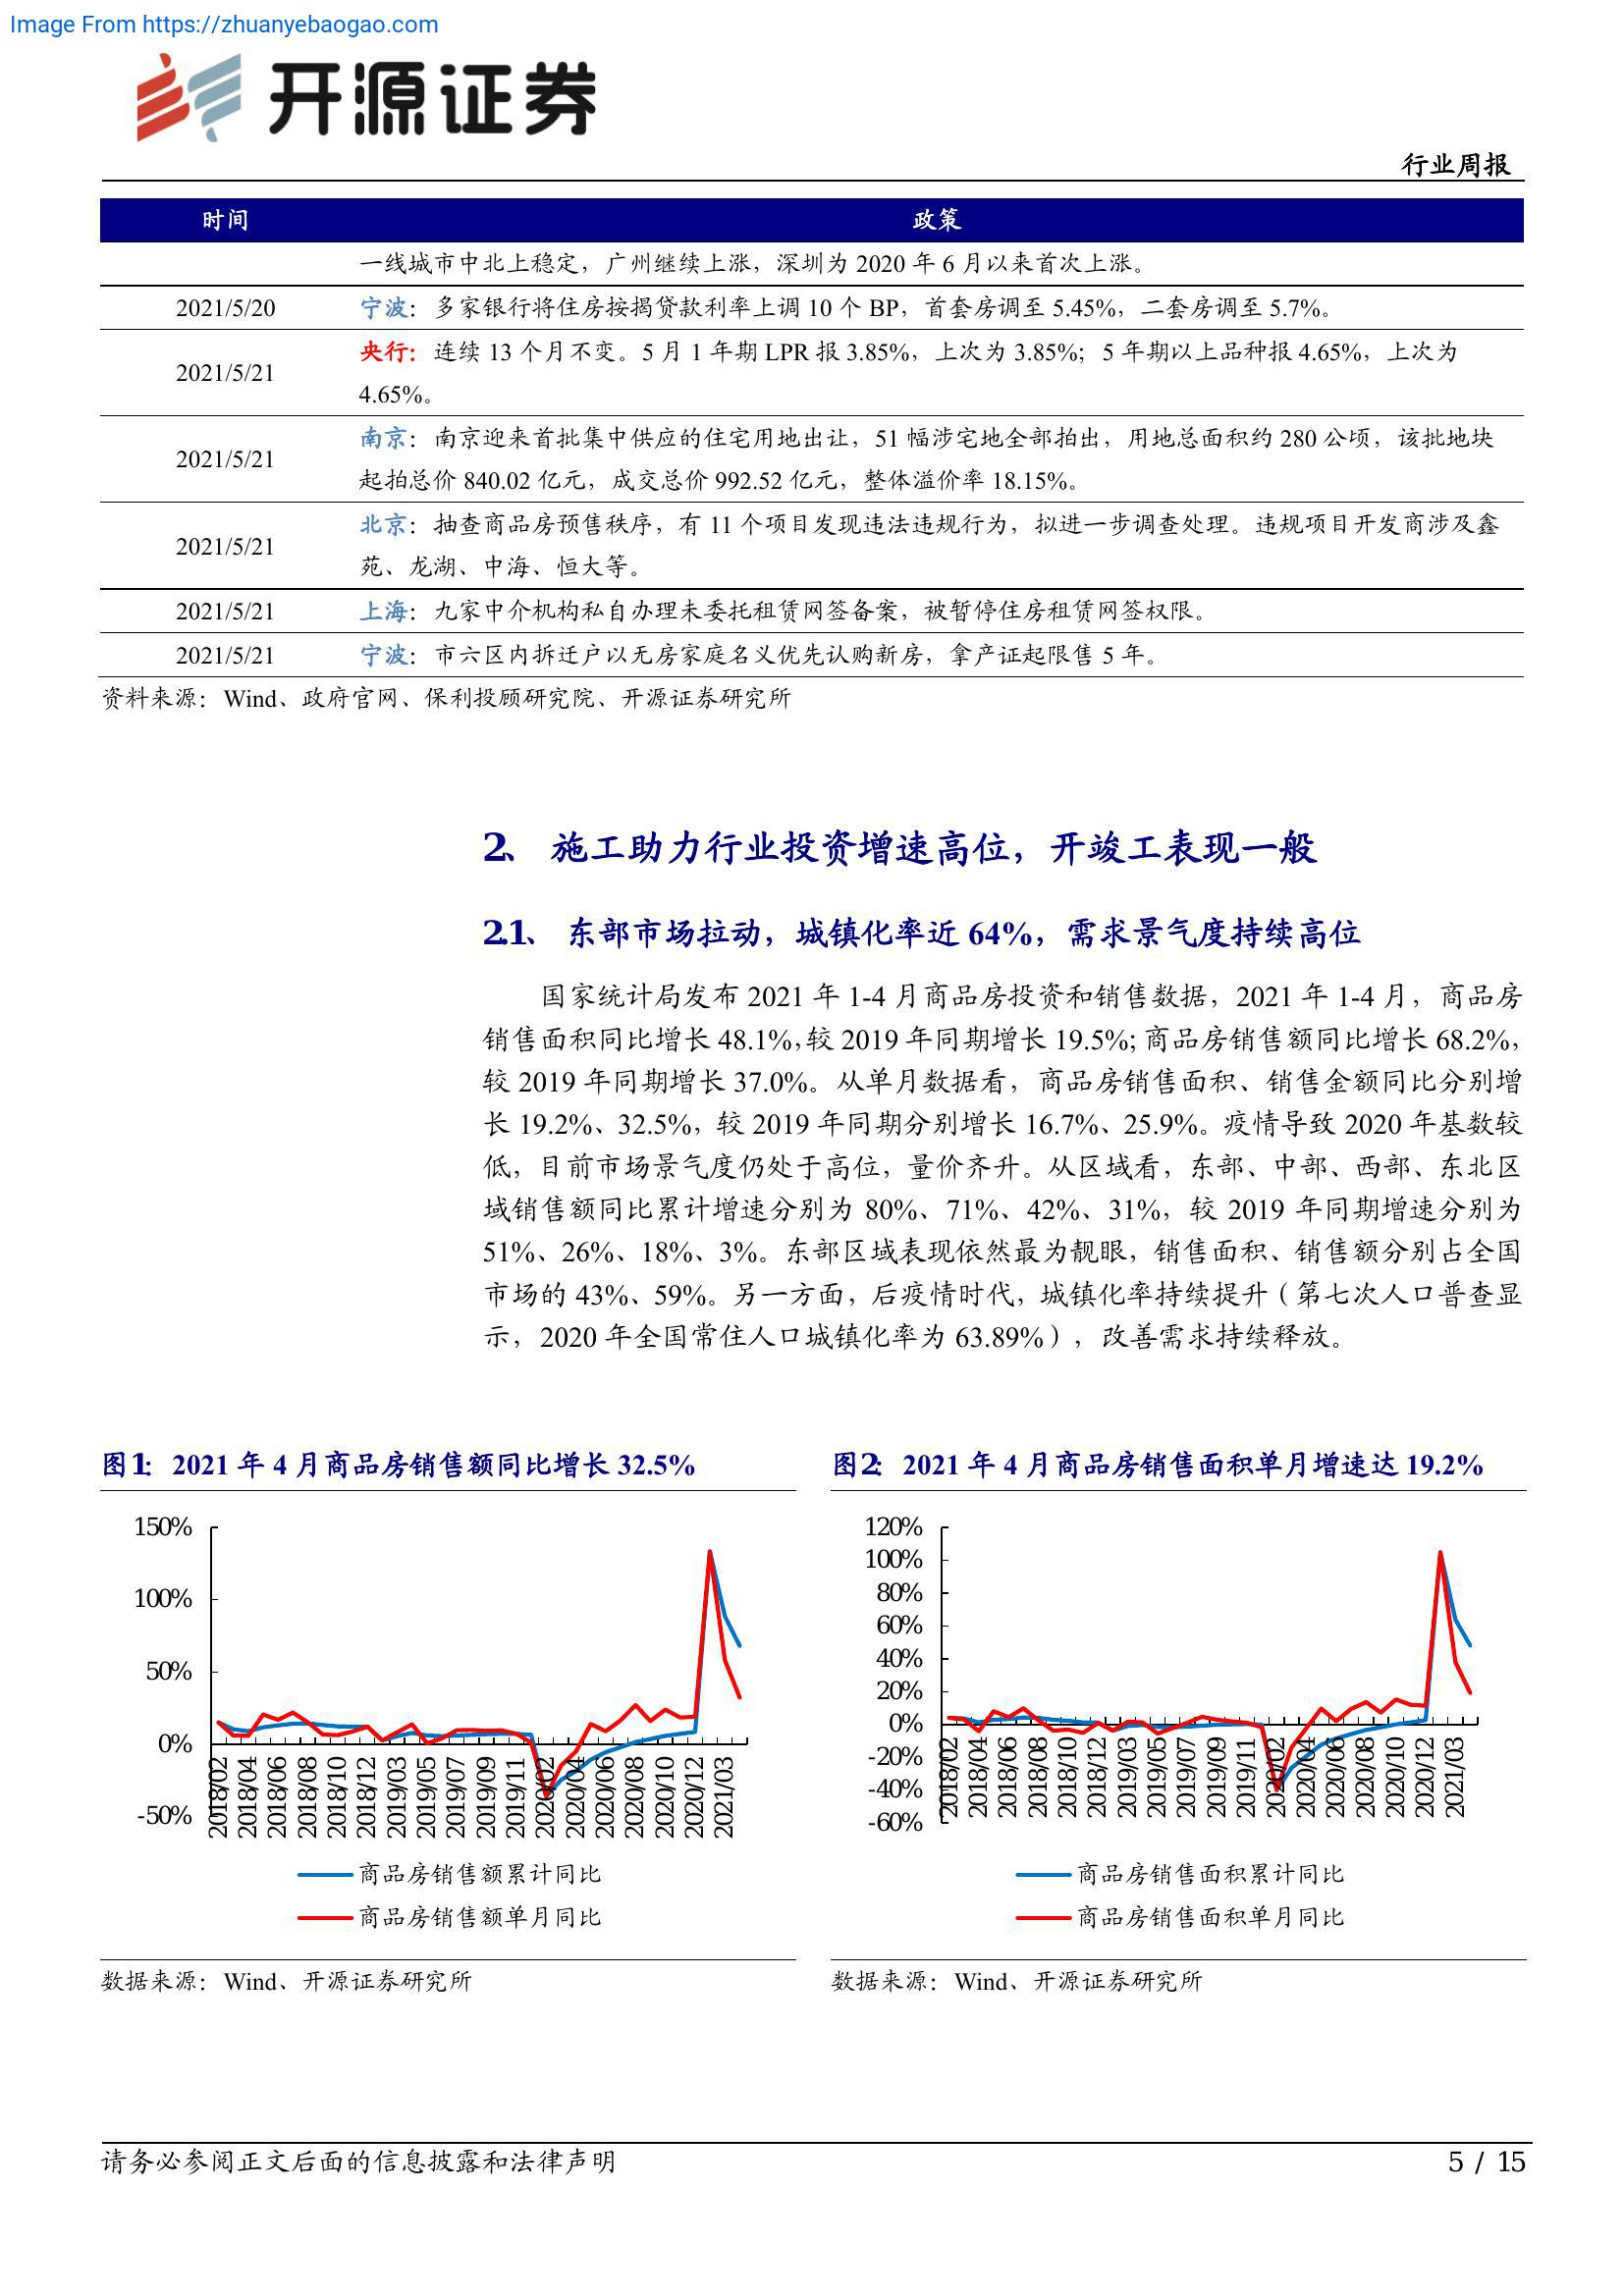 Image From https://zhuanyebaogao.com
开源证券
行业周报
时间 政策
一线城市中北上稳定，广州继续上涨，深圳为 2020 年 6 月以来首次上涨。
2021/5/20 宁波：多家银行将住房按揭贷款利率上调 10 个 BP，首套房调至 5.45%，二套房调至 5.7%。
2021/5/21 央行：连续 13 个月不变。5 月 1 年期 LPR 报 3.85%，上次为 3.85%；5 年期以上品种报 4.65%，上次为
4.65%。
2021/5/21 南京：南京迎来首批集中供应的住宅用地出让，51 幅涉宅地全部拍出，用地总面积约 280 公顷，该批地块
起拍总价 840.02 亿元，成交总价 992.52 亿元，整体溢价率 18.15%。
2021/5/21 北京：抽查商品房预售秩序，有 11 个项目发现违法违规行为，拟进一步调查处理。违规项目开发商涉及鑫
苑、龙湖、中海、恒大等。
2021/5/21 上海：九家中介机构私自办理未委托租赁网签备案，被暂停住房租赁网签权限。
2021/5/21 宁波：市六区内拆迁户以无房家庭名义优先认购新房，拿产证起限售 5 年。
资料来源：Wind、政府官网、保利投顾研究院、开源证券研究所
2、 施工助力行业投资增速高位，开竣工表现一般
2.1、 东部市场拉动，城镇化率近 64%，需求景气度持续高位
国家统计局发布 2021 年 1-4 月商品房投资和销售数据，2021 年 1-4 月，商品房
销售面积同比增长 48.1%，较 2019 年同期增长 19.5%；商品房销售额同比增长 68.2%，
较 2019 年同期增长 37.0%。从单月数据看，商品房销售面积、销售金额同比分别增
长 19.2%、32.5%，较 2019 年同期分别增长 16.7%、25.9%。疫情导致 2020 年基数较
低，目前市场景气度仍处于高位，量价齐升。从区域看，东部、中部、西部、东北区
域销售额同比累计增速分别为 80%、71%、42%、31%，较 2019 年同期增速分别为
51%、26%、18%、3%。东部区域表现依然最为靓眼，销售面积、销售额分别占全国
市场的 43%、59%。另一方面，后疫情时代，城镇化率持续提升（第七次人口普查显
示，2020 年全国常住人口城镇化率为 63.89%），改善需求持续释放。
图1： 2021 年 4 月商品房销售额同比增长 32.5%
150%
100%
50%
0%
-50%
2018/02 2018/04 2018/06 2018/08 2018/10 2018/12 2019/03 2019/05 2019/07 2019/09 2019/11 2020/02 2020/04 2020/06 2020/08 2020/10 2020/12 2021/03
商品房销售额累计同比
商品房销售额单月同比
数据来源：Wind、开源证券研究所
图2： 2021 年 4 月商品房销售面积单月增速达 19.2%
120%
100%
80%
60%
40%
20%
0%
-20%
-40%
-60%
2018/02 2018/04 2018/06 2018/08 2018/10 2018/12 2019/03 2019/05 2019/07 2019/09 2019/11 2020/02 2020/04 2020/06 2020/08 2020/10 2020/12 2021/03
商品房销售面积累计同比
商品房销售面积单月同比
数据来源：Wind、开源证券研究所
请务必参阅正文后面的信息披露和法律声明
5 / 15